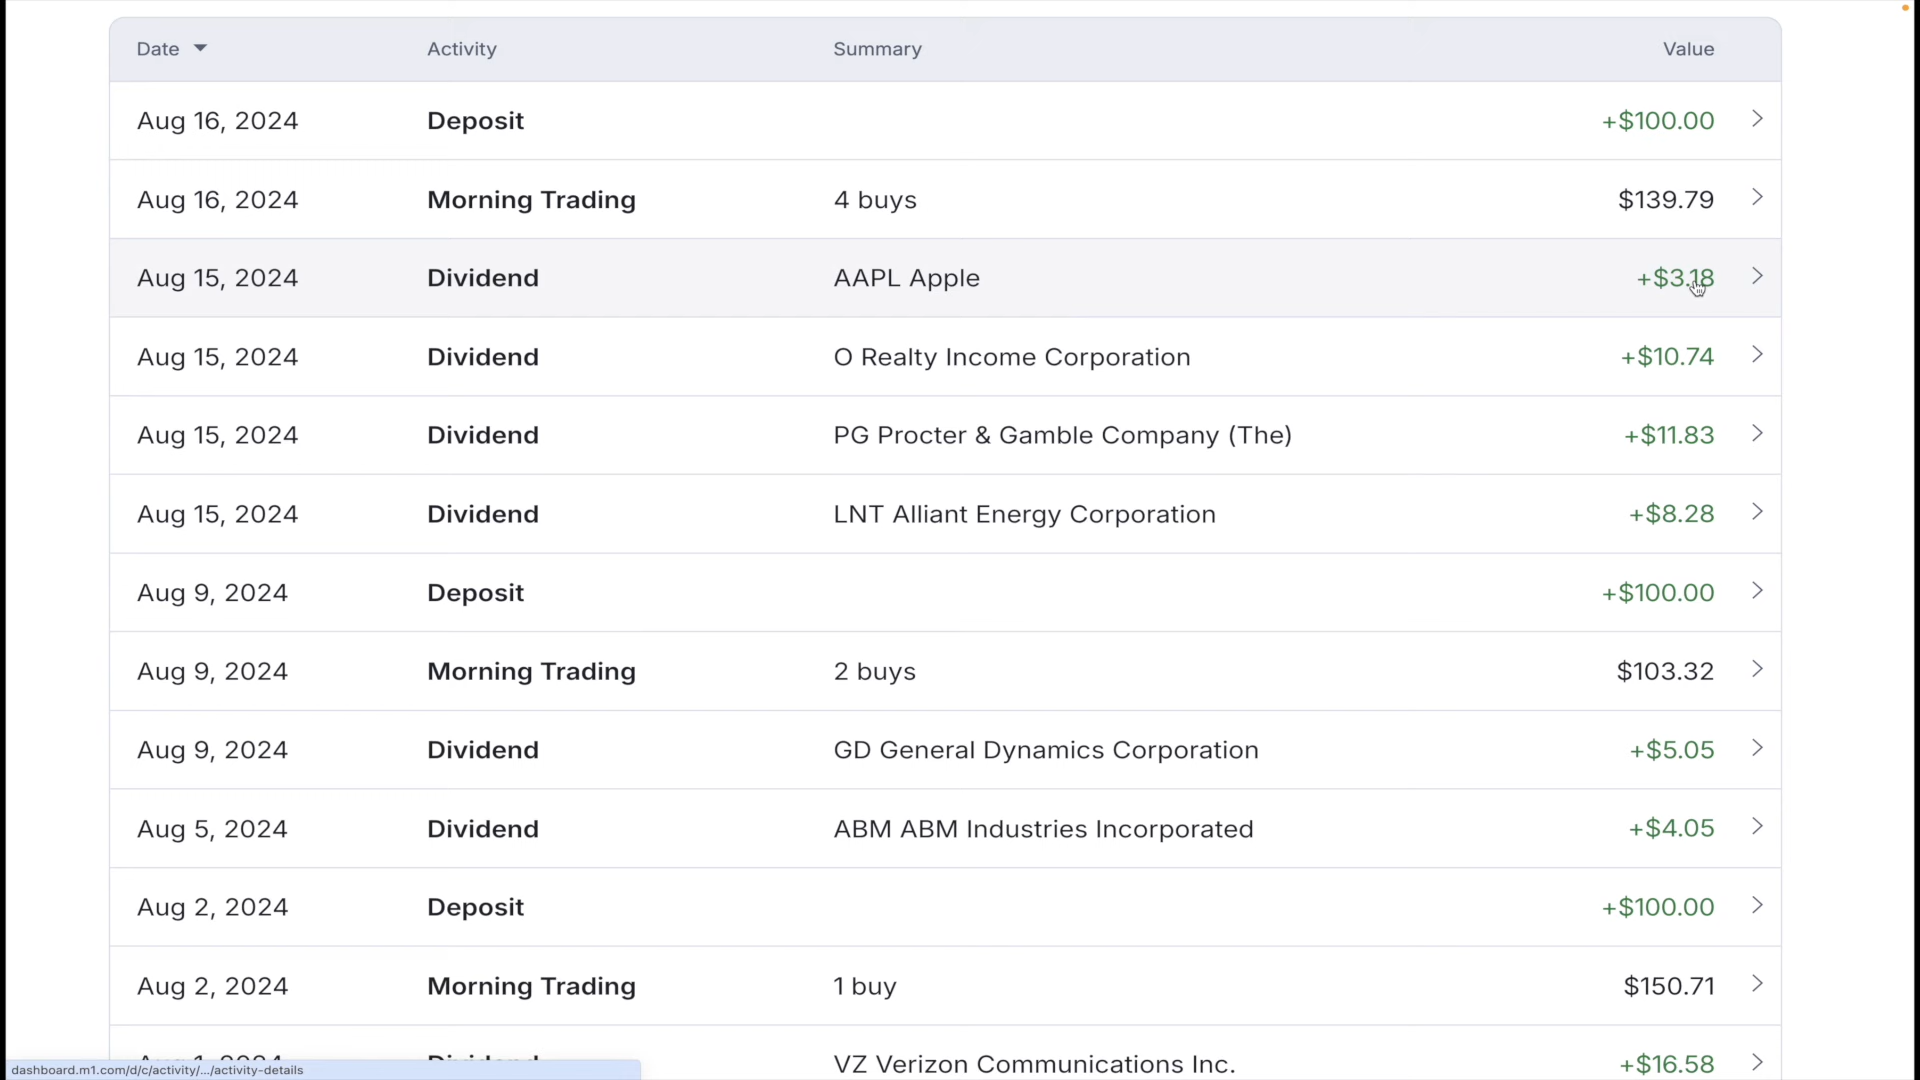 Date Activity Summary Value
Aug 16, 2024 Deposit +$100.00
Aug 16, 2024 Morning Trading 4 buys $139.79
Aug 15, 2024 Dividend AAPL Apple +$3.18
Aug 15, 2024 Dividend O Realty Income Corporation +$10.74
Aug 15, 2024 Dividend PG Procter & Gamble Company (The) +$11.83
Aug 15, 2024 Dividend LNT Alliant Energy Corporation +$8.28
Aug 9, 2024 Deposit +$100.00
Aug 9, 2024 Morning Trading 2 buys $103.32
Aug 9, 2024 Dividend GD General Dynamics Corporation +$5.05
Aug 5, 2024 Dividend ABM ABM Industries Incorporated +$4.05
Aug 2, 2024 Deposit +$100.00
Aug 2, 2024 Morning Trading 1 buy $150.71
Aug 1, 2024 Dividend VZ Verizon Communications Inc. +$16.58
dashboard.m1.com/d/c/activity/.../activity-details